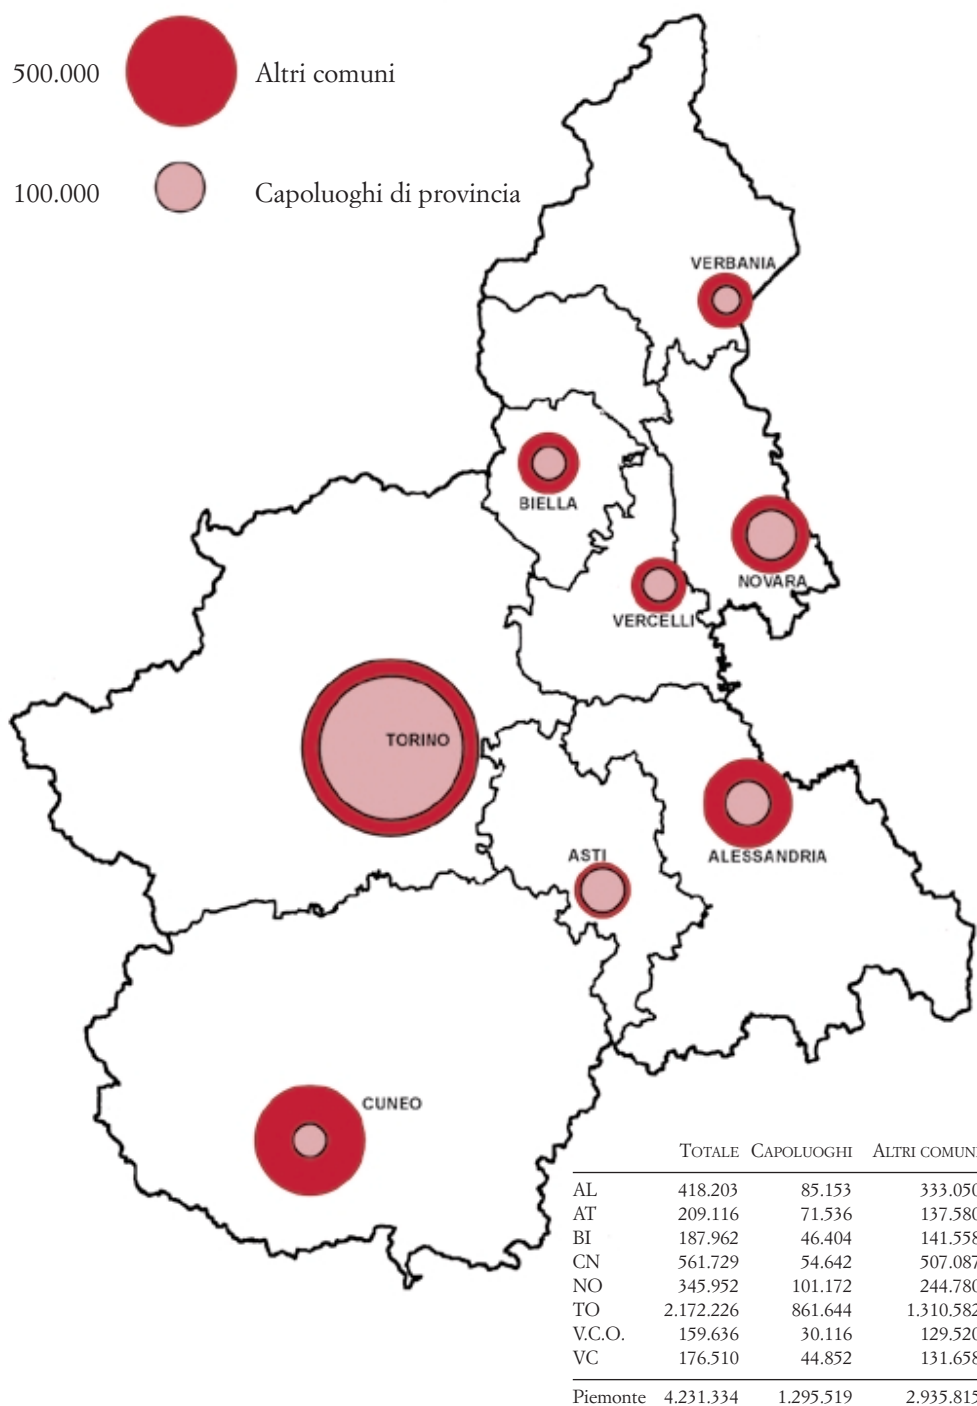 500.000 Altri comuni
100.000 Capoluoghi di provincia
VERBANIA
BIELLA
NOVARA
VERCELLI
TORINO
ASTI
ALESSANDRIA
CUNEO
TOTALE CAPOLUOGHI ALTRI COMUNI
AL 418.203 85.153 333.050
AT 209.116 71.536 137.580
BI 187.962 46.404 141.558
CN 561.729 54.642 507.087
NO 345.952 101.172 244.780
TO 2.172.226 861.644 1.310.582
V.C.O. 159.636 30.116 129.520
VC 176.510 44.852 131.658
Piemonte 4.231.334 1.295.519 2.935.815